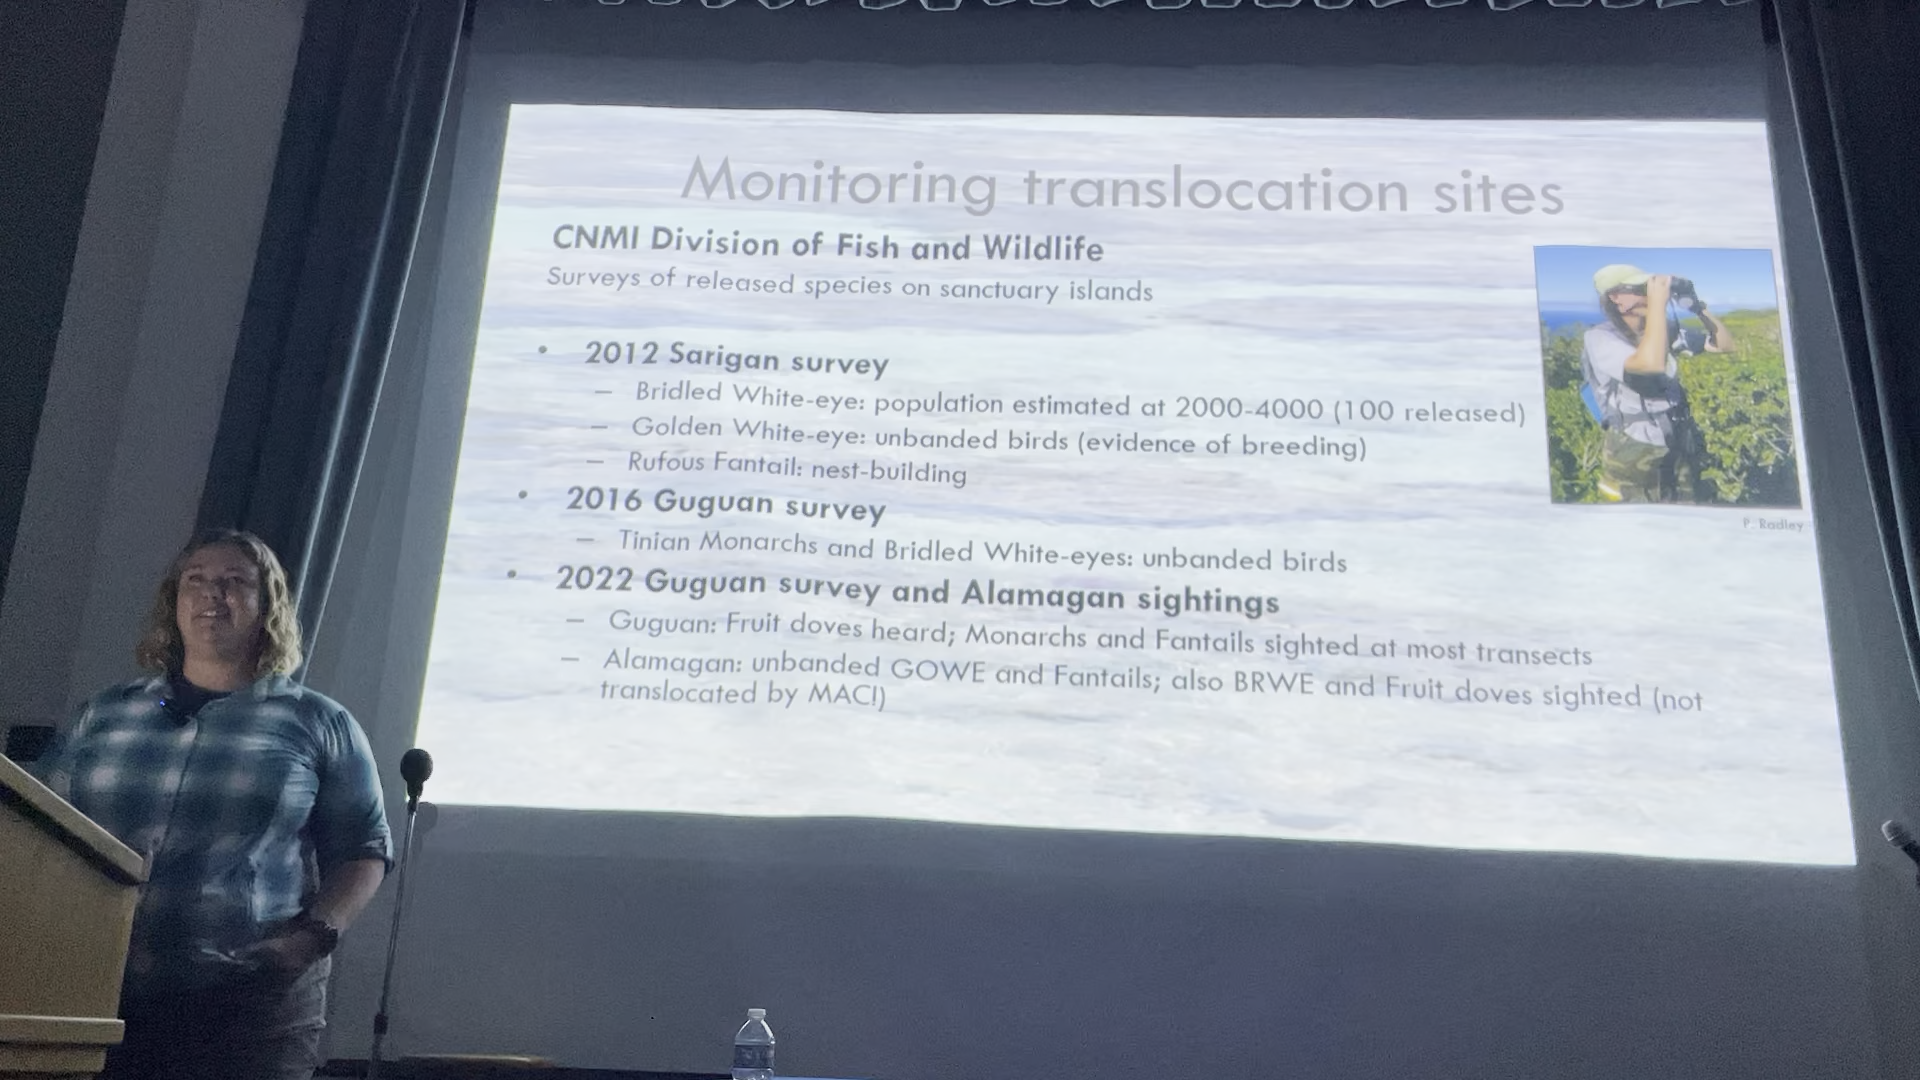 Monitoring translocation sites
CNMI Division of Fish and Wildlife
Surveys of released species on sanctuary islands
• 2012 Sarigan survey
– Bridled White-eye: population estimated at 2000-4000 (100 released)
– Golden White-eye: unbanded birds (evidence of breeding)
– Rufous Fantail: nest-building
• 2016 Guguan survey
– Tinian Monarchs and Bridled White-eyes: unbanded birds
• 2022 Guguan survey and Alamagan sightings
– Guguan: Fruit doves heard; Monarchs and Fantails sighted at most transects
– Alamagan: unbanded GOWE and Fantails; also BRWE and Fruit doves sighted (not
translocated by MAC!)
P. Radley